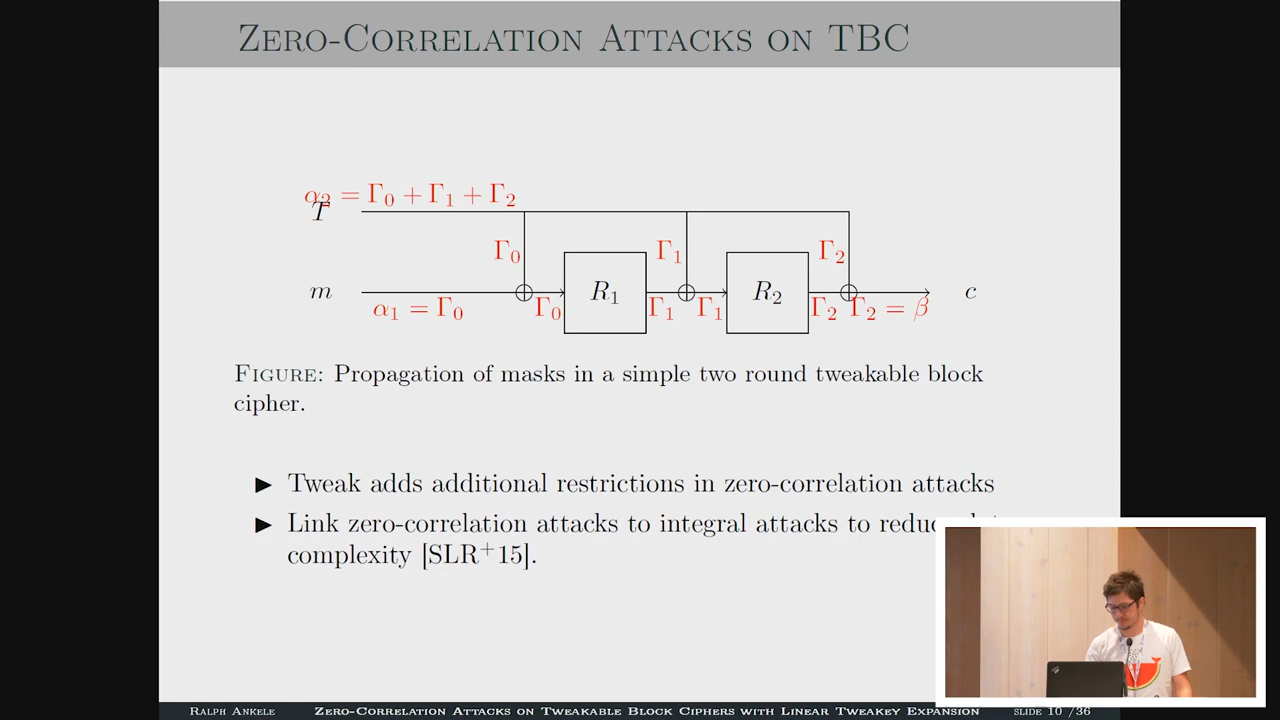 Zero-Correlation Attacks on TBC
α₂ = Γ₀ + Γ₁ + Γ₂
T
Γ₀ Γ₁ Γ₂
m R₁ R₂ c
α₁ = Γ₀ Γ₀ Γ₁ Γ₁ Γ₂ Γ₂ = β
Figure: Propagation of masks in a simple two round tweakable block
cipher.
▶ Tweak adds additional restrictions in zero-correlation attacks
▶ Link zero-correlation attacks to integral attacks to
complexity [SLR⁺15].
Ralph Ankele Zero-Correlation Attacks on Tweakable Block Ciphers with Linear Tweakey Expansion slide 10 /36